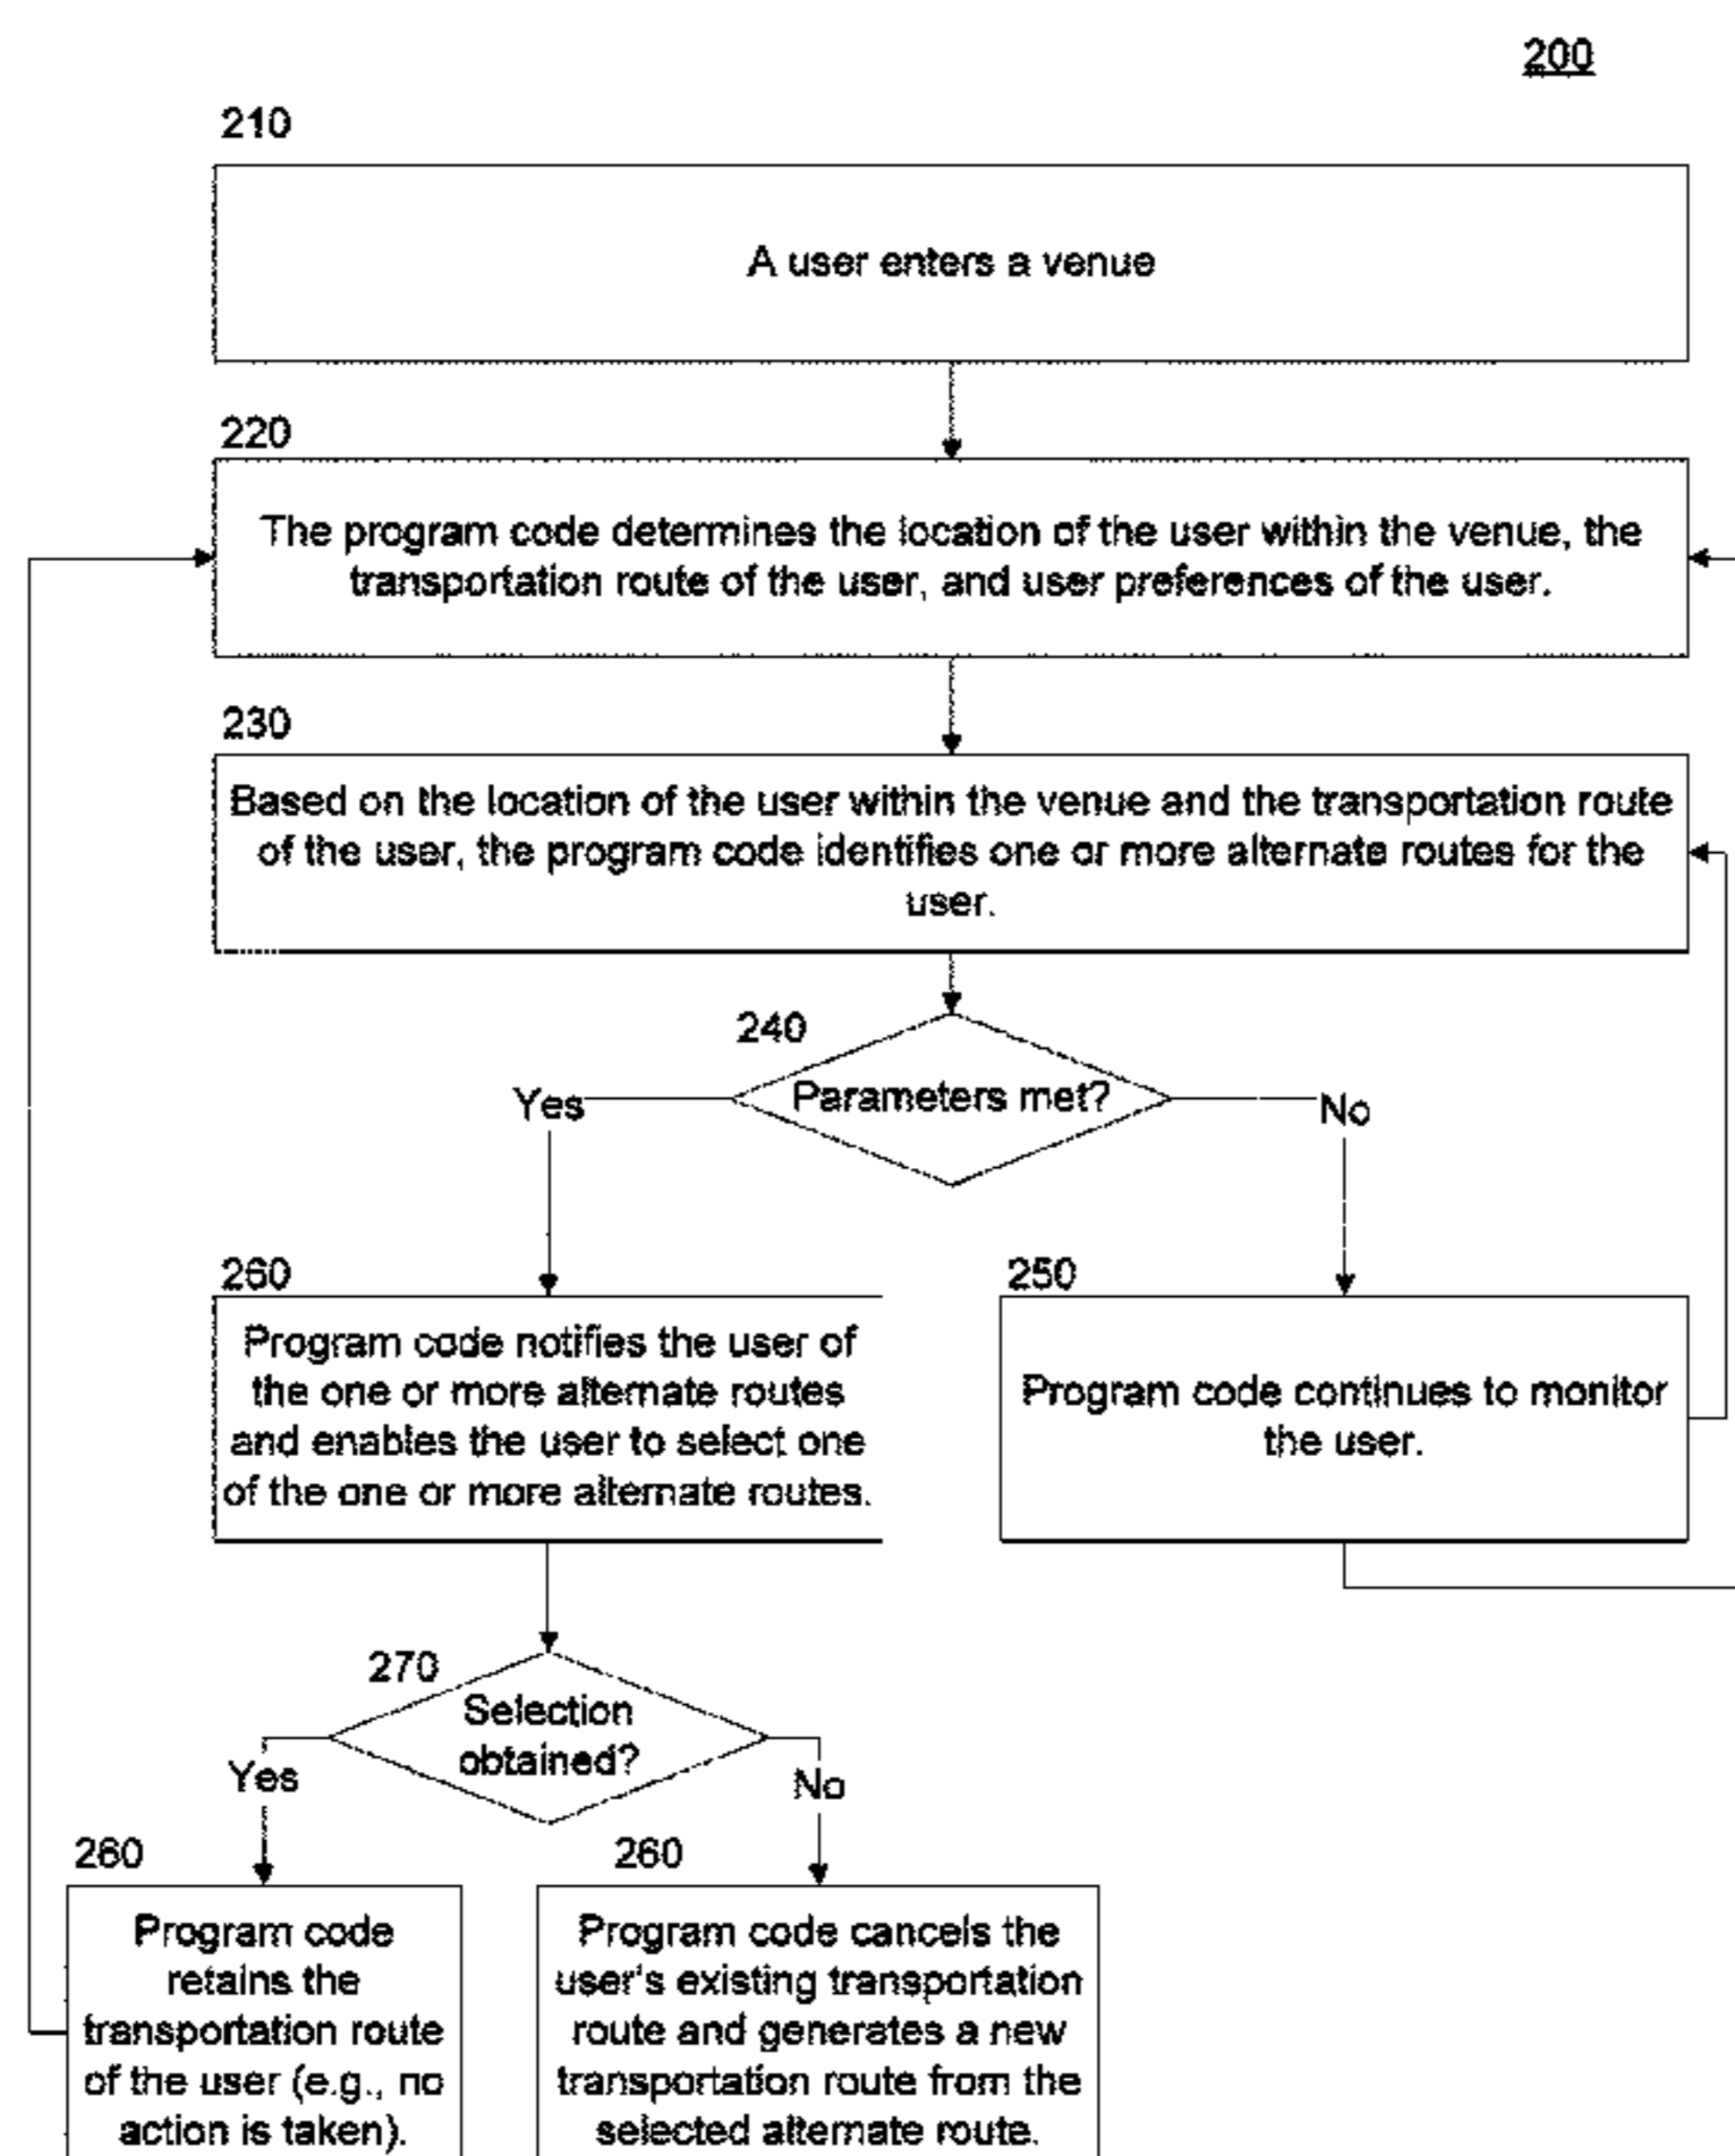 200
210
A user enters a venue
220
The program code determines the location of the user within the venue, the
transportation route of the user, and user preferences of the user.
230
Based on the location of the user within the venue and the transportation route
of the user, the program code identifies one or more alternate routes for the
user.
240
Parameters met?
Yes
No
260
Program code notifies the user of
the one or more alternate routes
and enables the user to select one
of the one or more alternate routes.
250
Program code continues to monitor
the user.
270
Selection
obtained?
Yes
No
260
Program code
retains the
transportation route
of the user (e.g., no
action is taken).
260
Program code cancels the
user's existing transportation
route and generates a new
transportation route from the
selected alternate route.